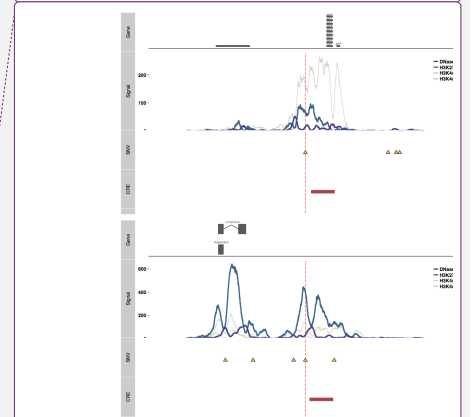 Gene
Signal
200
100
DNase
H3K2
H3K4
H3K4
SNV
CRE
Gene
Signal
600
400
200
DNase
H3K2
H3K4
H3K4
SNV
CRE